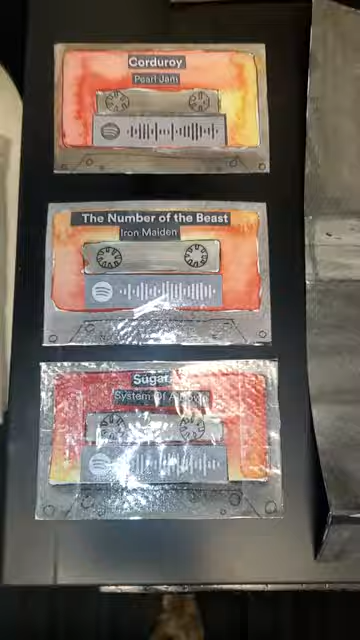 Corduroy
Pearl Jam
The Number of the Beast
Iron Maiden
Sugar
System Of A Down